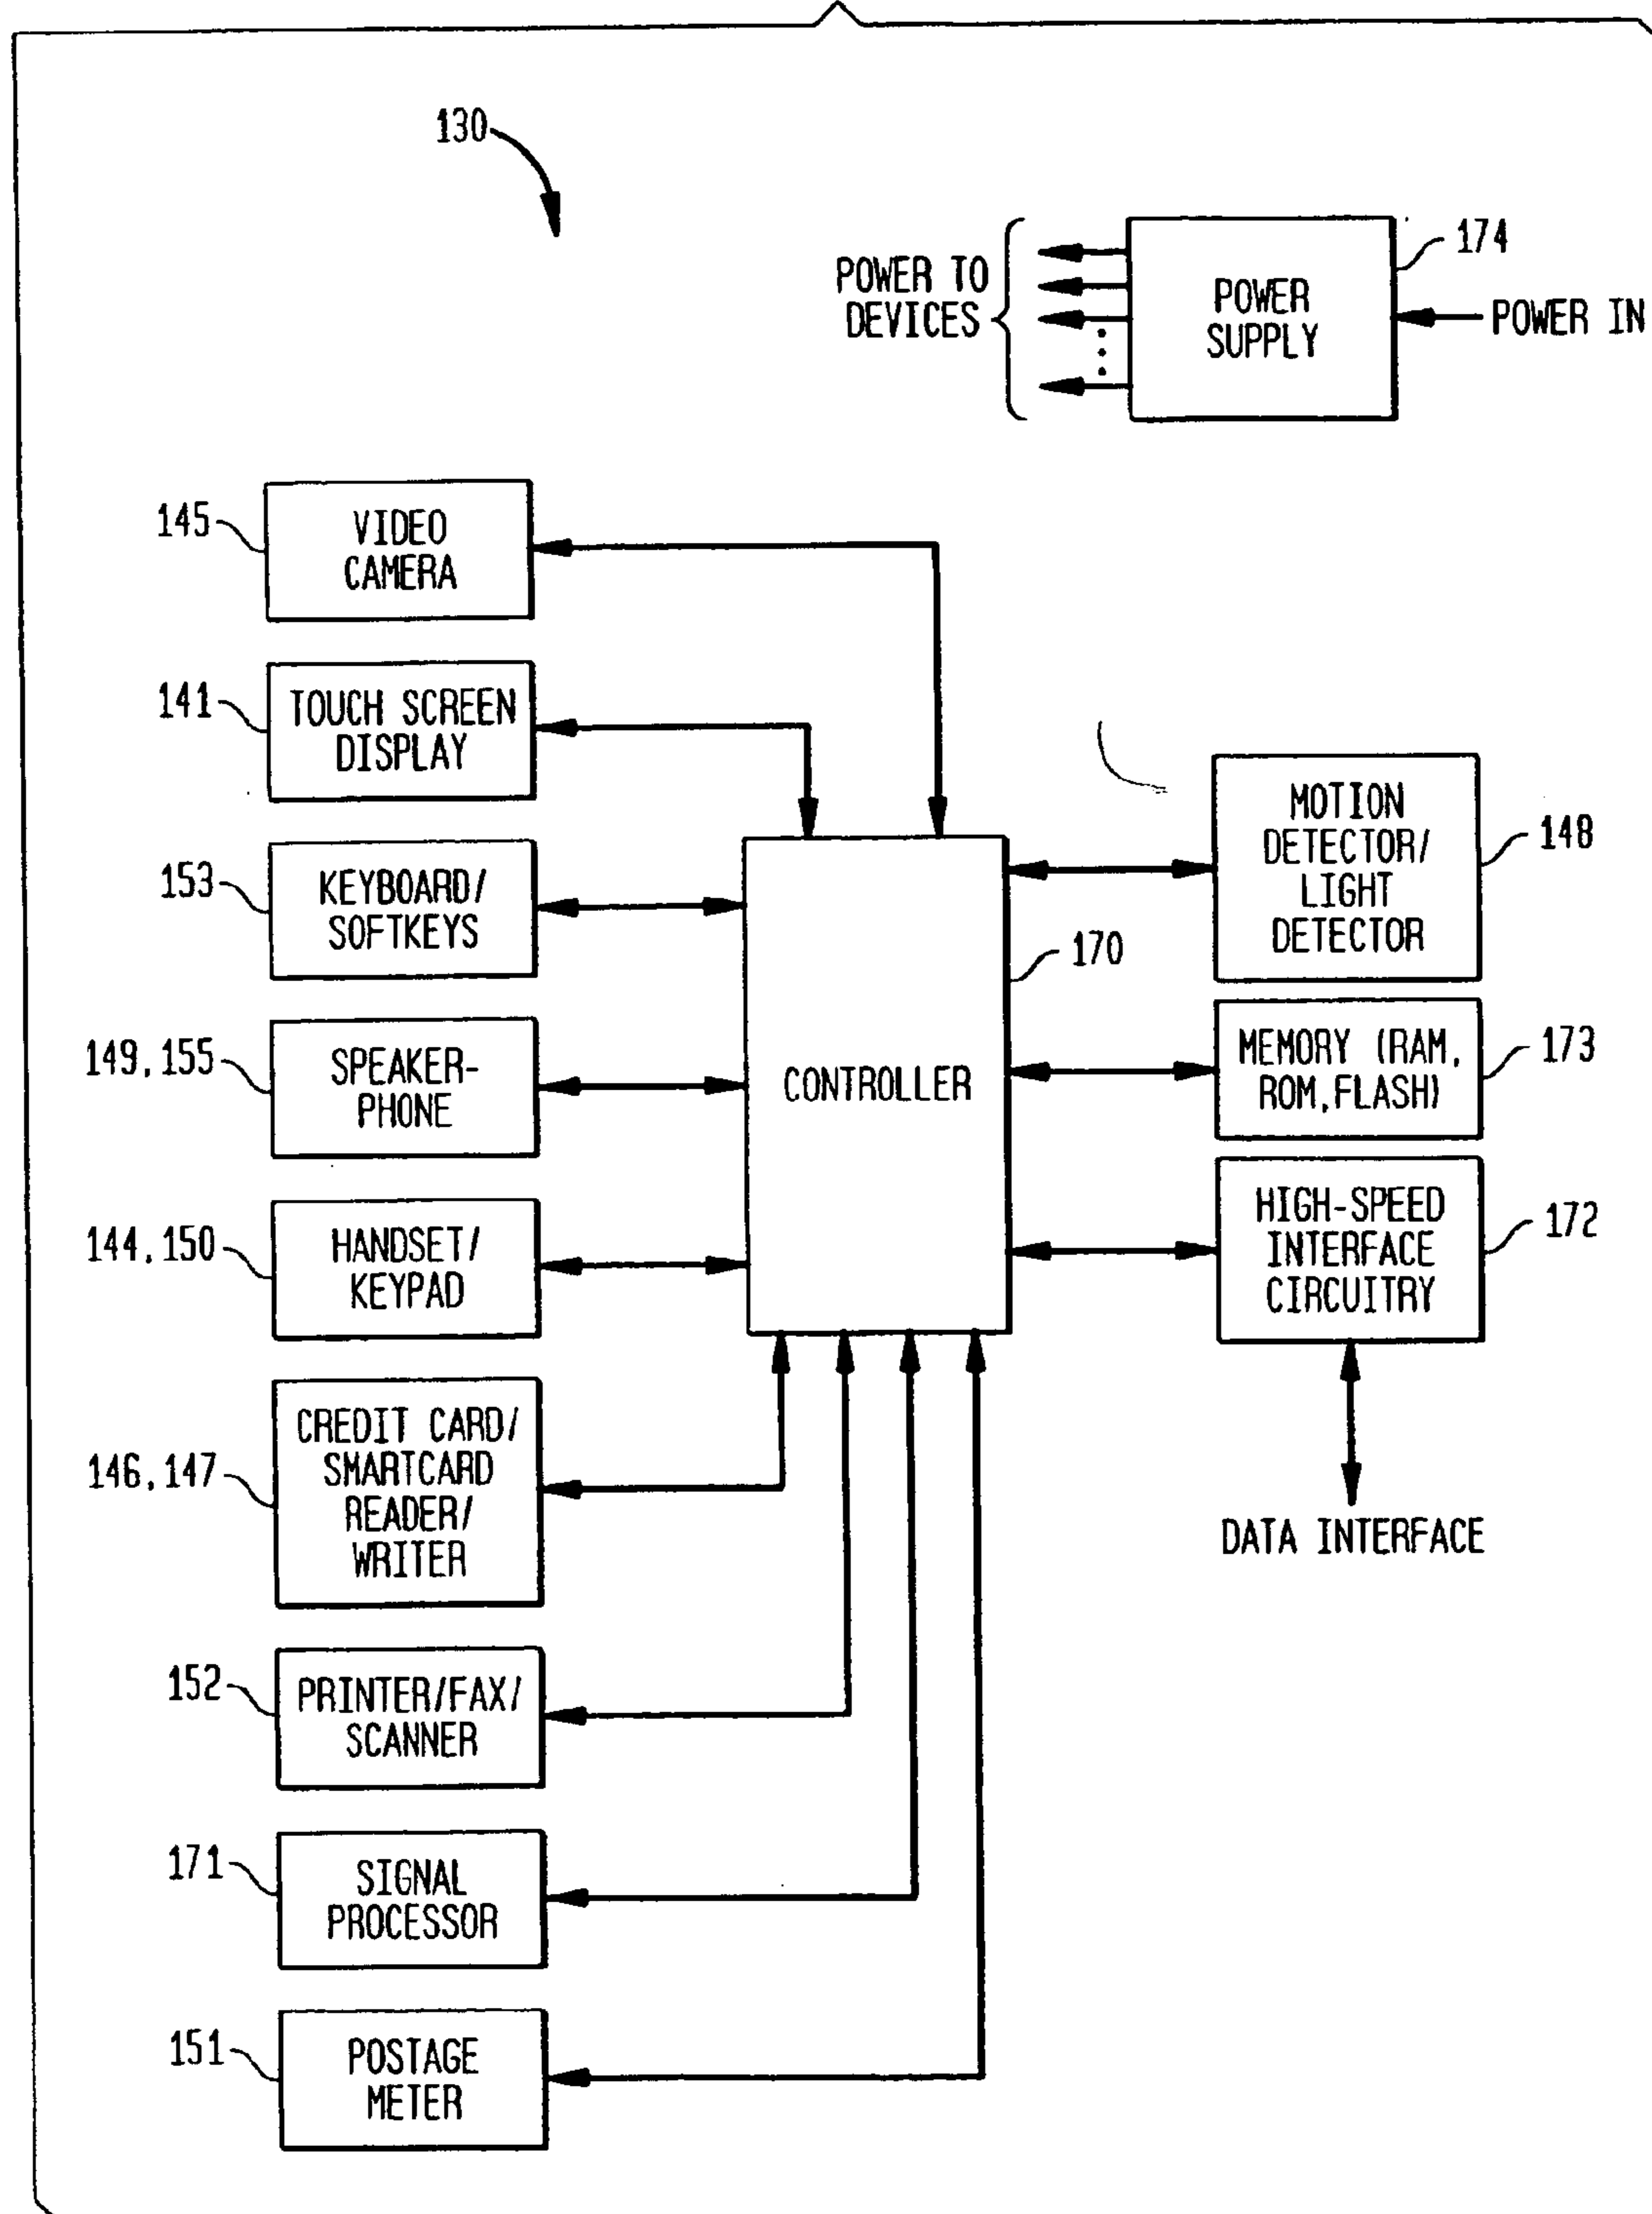 130
POWER TO
DEVICES
POWER
SUPPLY
174
POWER IN
145
VIDEO
CAMERA
141
TOUCH SCREEN
DISPLAY
153
KEYBOARD/
SOFTKEYS
149, 155
SPEAKER-
PHONE
144, 150
HANDSET/
KEYPAD
146, 147
CREDIT CARD/
SMARTCARD
READER/
WRITER
152
PRINTER/FAX/
SCANNER
171
SIGNAL
PROCESSOR
151
POSTAGE
METER
CONTROLLER
170
MOTION
DETECTOR/
LIGHT
DETECTOR
148
MEMORY (RAM,
ROM, FLASH)
173
HIGH-SPEED
INTERFACE
CIRCUITRY
172
DATA INTERFACE